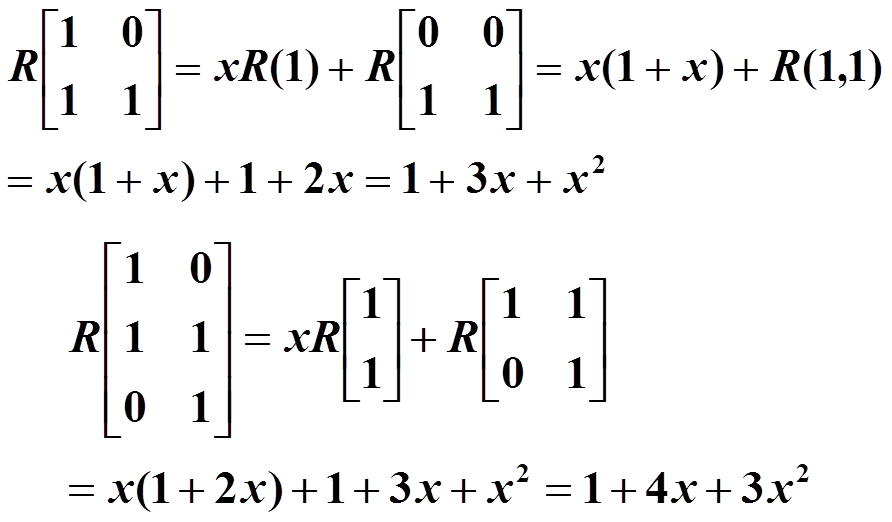 R[1 0; 1 1] = xR(1) + R[0 0; 1 1] = x(1 + x) + R(1,1)
= x(1 + x) + 1 + 2x = 1 + 3x + x²
R[1 0; 1 1; 0 1] = xR[1; 1] + R[1 1; 0 1]
= x(1 + 2x) + 1 + 3x + x² = 1 + 4x + 3x²